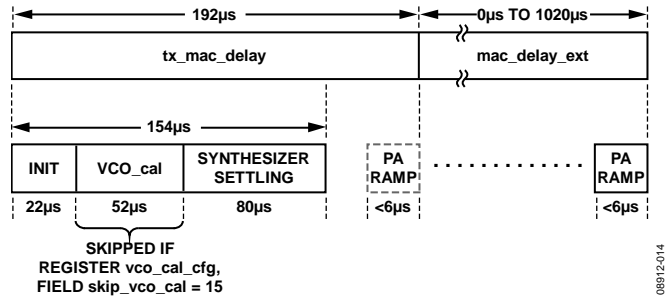 192µs
0µs TO 1020µs
tx_mac_delay
mac_delay_ext
154µs
INIT
VCO_cal
SYNTHESIZER
SETTLING
PA
RAMP
PA
RAMP
22µs
52µs
80µs
<6µs
<6µs
SKIPPED IF
REGISTER vco_cal_cfg,
FIELD skip_vco_cal = 15
08912-014